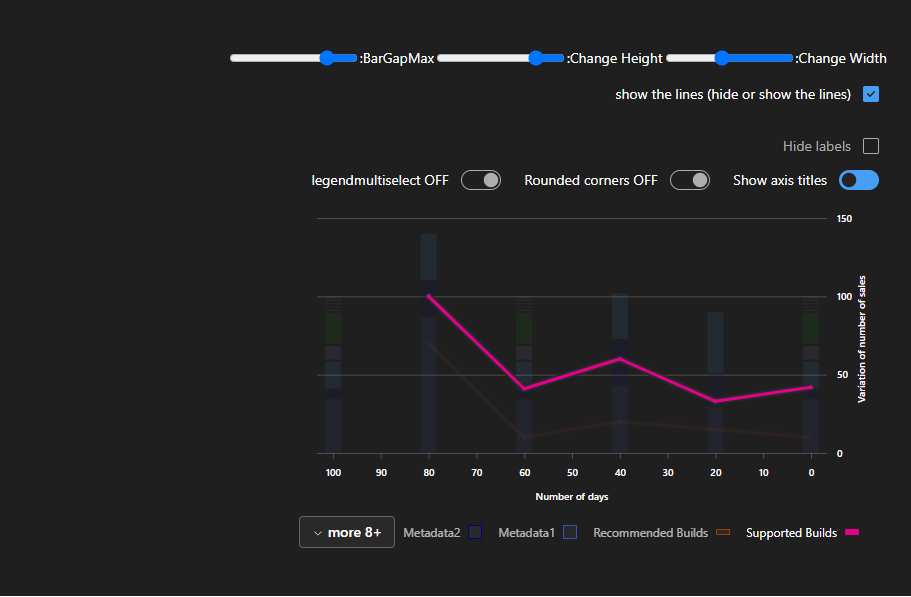 :BarGapMax :Change Height :Change Width
show the lines (hide or show the lines)
Hide labels
legendmultiselect OFF Rounded corners OFF Show axis titles
150
100
50
0
Variation of number of sales
100 90 80 70 60 50 40 30 20 10 0
Number of days
more 8+ Metadata2 Metadata1 Recommended Builds Supported Builds